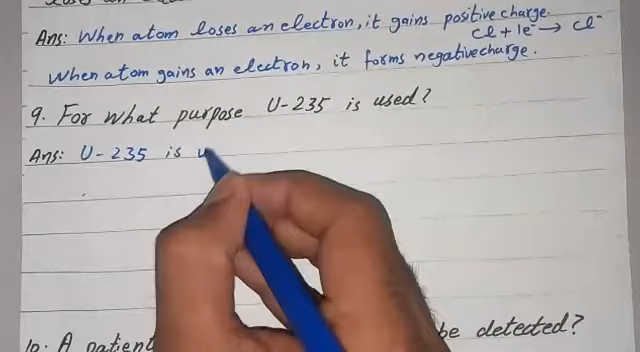 Ans: When atom loses an electron, it gains positive charge.
Cl + 1e⁻ → Cl⁻
When atom gains an electron, it forms negative charge.
9. For what purpose U-235 is used?
Ans: U-235 is u
10. A patient be detected?